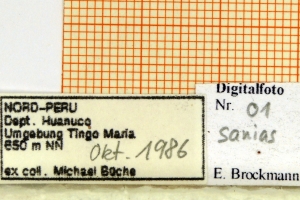 NORD-PERU
Dept. Huanuco
Umgebung Tingo Maria
650 m NN
Okt. 1986
ex coll. Michael Büche
Digitalfoto
Nr. 01
sanias
E. Brockmann